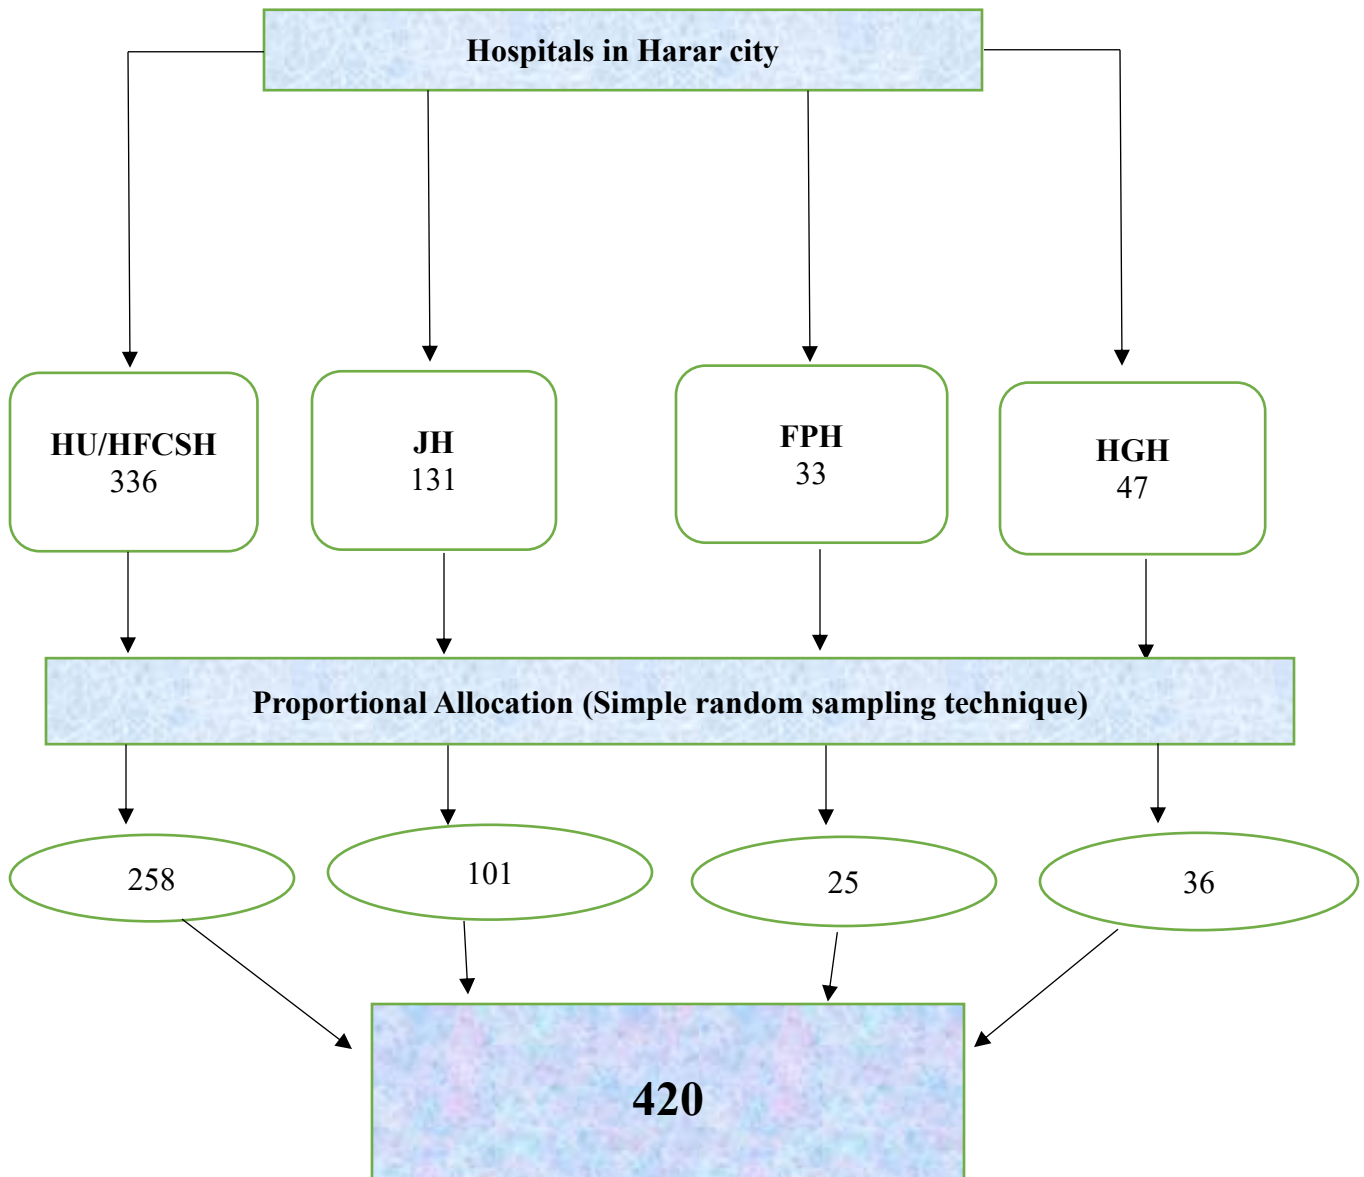 Hospitals in Harar city
HU/HFCSH
336
JH
131
FPH
33
HGH
47
Proportional Allocation (Simple random sampling technique)
258
101
25
36
420